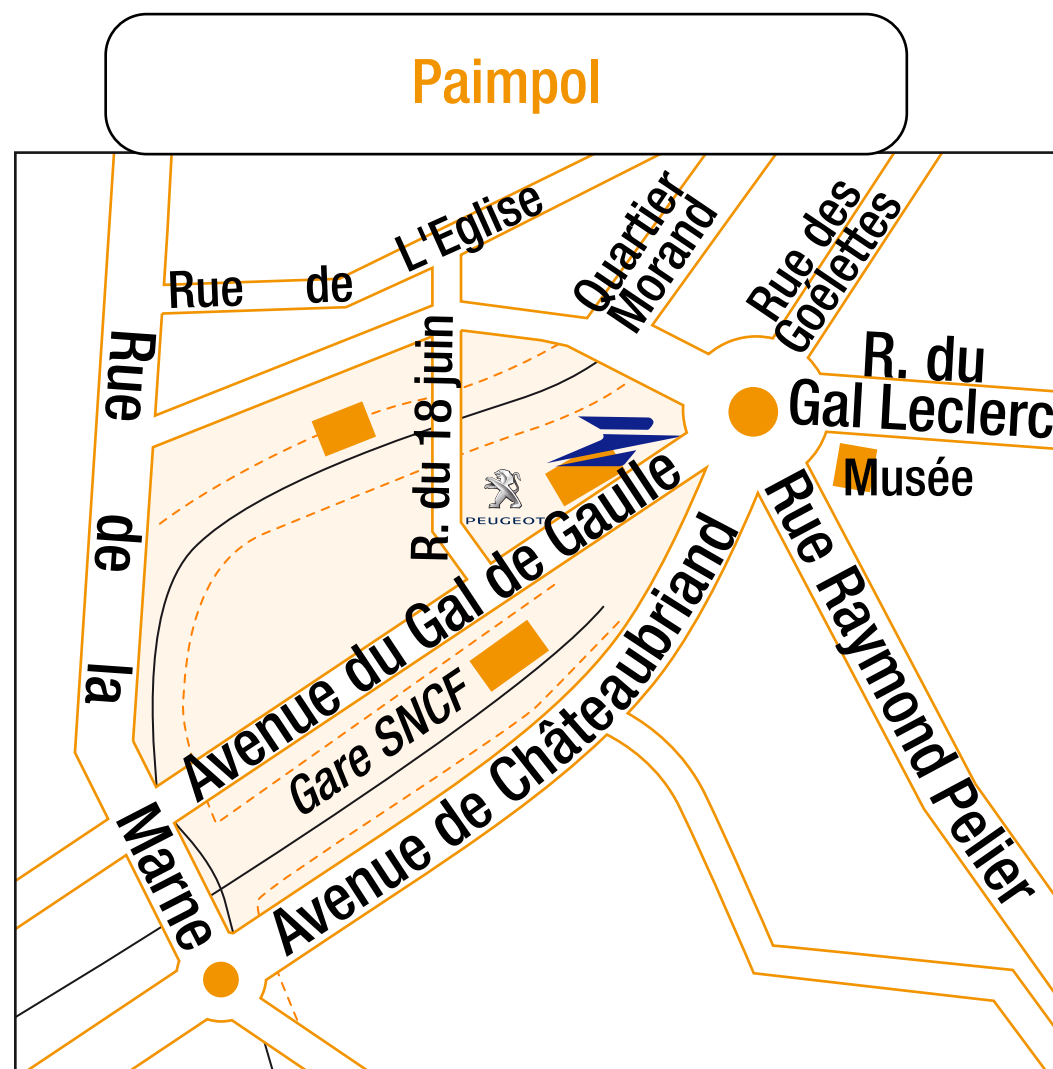 Paimpol
Rue de L'Eglise
Quartier
Morand
Rue des
Goélettes
R. du
Gal Leclerc
Musée
Rue de la Marne
R. du 18 juin
PEUGEOT
Avenue du Gal de Gaulle
Gare SNCF
Avenue de Châteaubriand
Rue Raymond Pelier